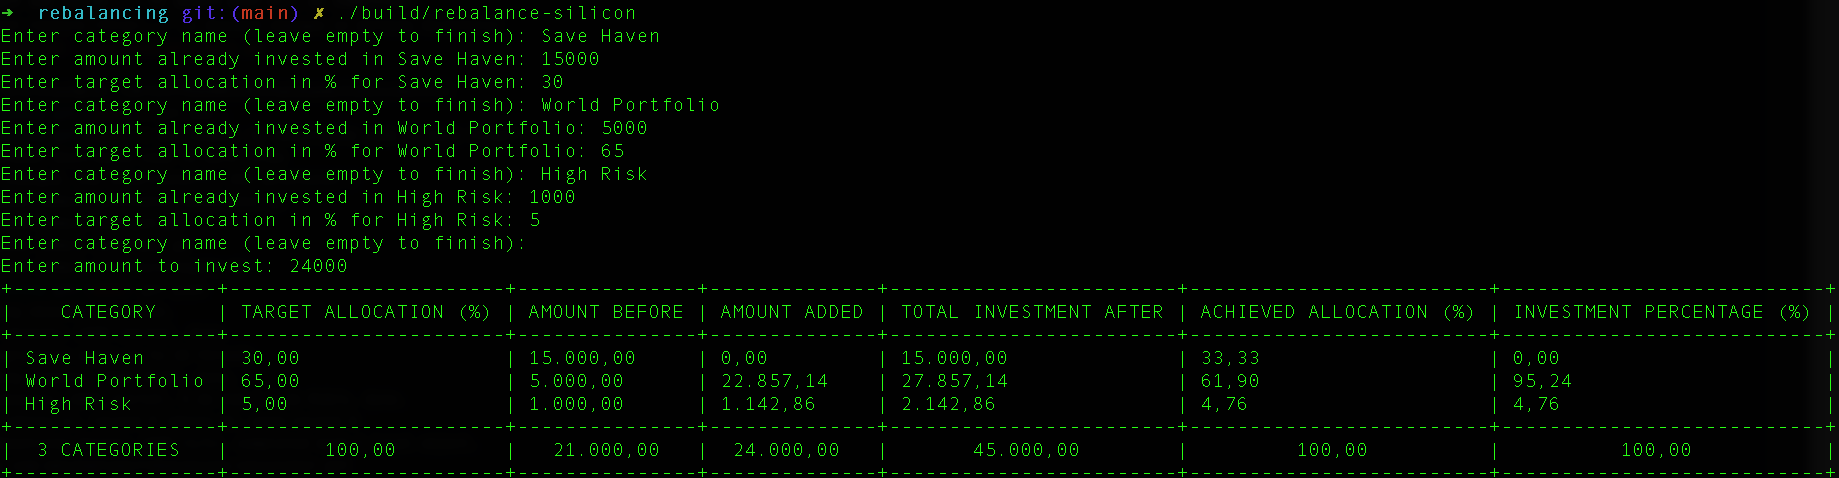 ➜  rebalancing git:(main) ✗ ./build/rebalance-silicon
Enter category name (leave empty to finish): Save Haven
Enter amount already invested in Save Haven: 15000
Enter target allocation in % for Save Haven: 30
Enter category name (leave empty to finish): World Portfolio
Enter amount already invested in World Portfolio: 5000
Enter target allocation in % for World Portfolio: 65
Enter category name (leave empty to finish): High Risk
Enter amount already invested in High Risk: 1000
Enter target allocation in % for High Risk: 5
Enter category name (leave empty to finish):
Enter amount to invest: 24000
| CATEGORY | TARGET ALLOCATION (%) | AMOUNT BEFORE | AMOUNT ADDED | TOTAL INVESTMENT AFTER | ACHIEVED ALLOCATION (%) | INVESTMENT PERCENTAGE (%) |
| Save Haven | 30,00 | 15.000,00 | 0,00 | 15.000,00 | 33,33 | 0,00 |
| World Portfolio | 65,00 | 5.000,00 | 22.857,14 | 27.857,14 | 61,90 | 95,24 |
| High Risk | 5,00 | 1.000,00 | 1.142,86 | 2.142,86 | 4,76 | 4,76 |
| 3 CATEGORIES | 100,00 | 21.000,00 | 24.000,00 | 45.000,00 | 100,00 | 100,00 |